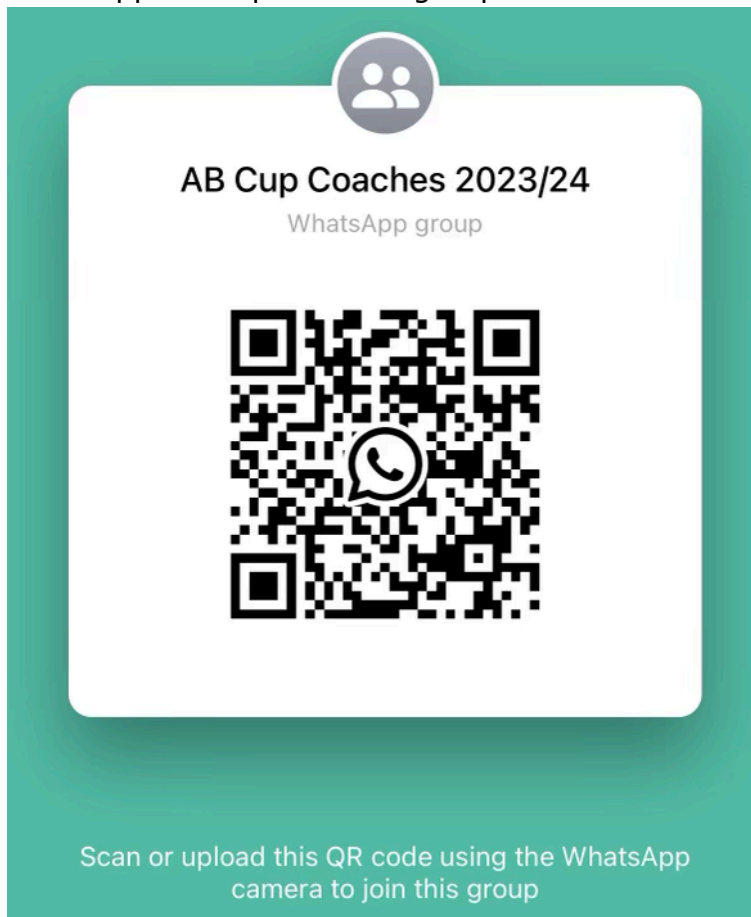 AB Cup Coaches 2023/24
WhatsApp group
Scan or upload this QR code using the WhatsApp
camera to join this group